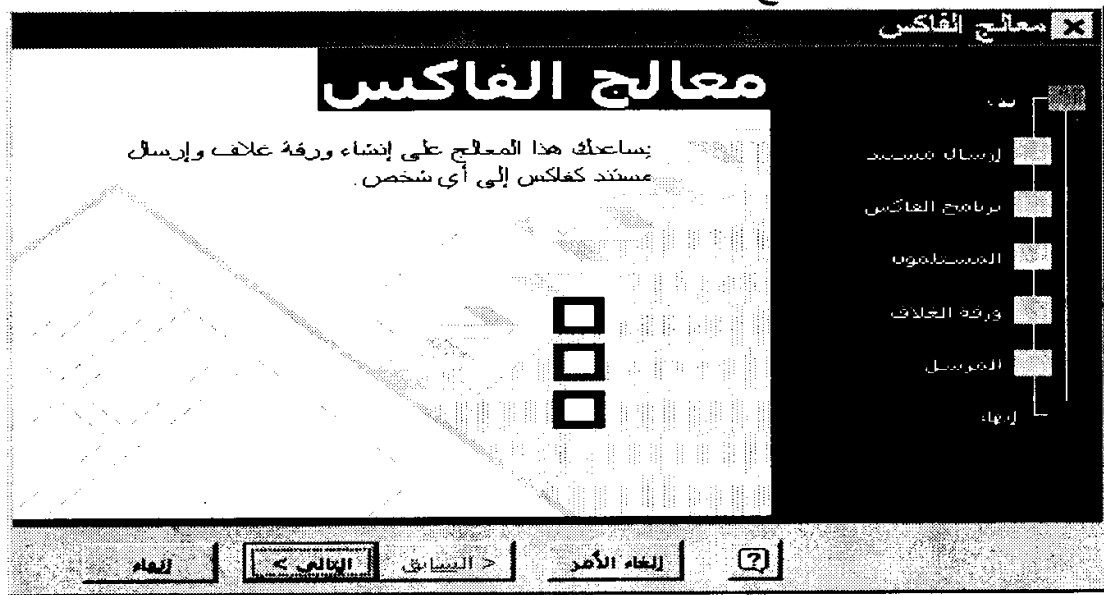 معالج الفاكس
معالج الفاكس
يساعدك هذا المعالج على إنشاء ورقة غلاف وإرسال
مستند كفاكس إلى أي شخص.
بدء
إرسال مستند
برنامج الفاكس
المستلمون
ورقة الغلاف
المرسل
إنهاء
إلغاء الأمر
< السابق
التالي >
إنهاء